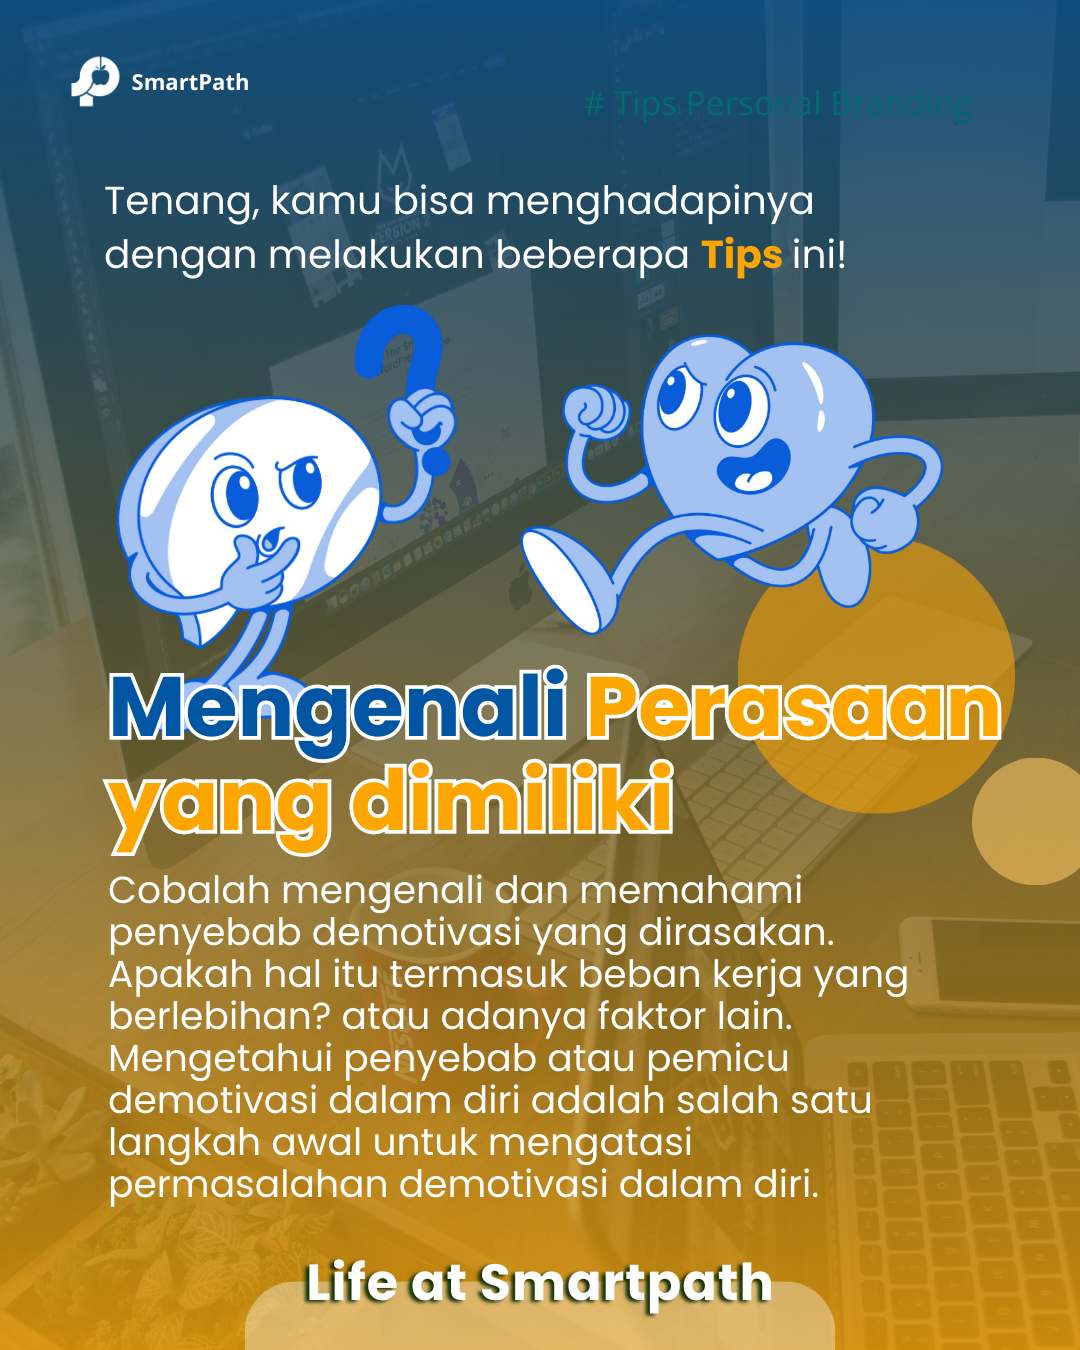 SmartPath
# Tips Personal Branding
Tenang, kamu bisa menghadapinya
dengan melakukan beberapa Tips ini!
Mengenali Perasaan
yang dimiliki
Cobalah mengenali dan memahami
penyebab demotivasi yang dirasakan.
Apakah hal itu termasuk beban kerja yang
berlebihan? atau adanya faktor lain.
Mengetahui penyebab atau pemicu
demotivasi dalam diri adalah salah satu
langkah awal untuk mengatasi
permasalahan demotivasi dalam diri.
Life at Smartpath